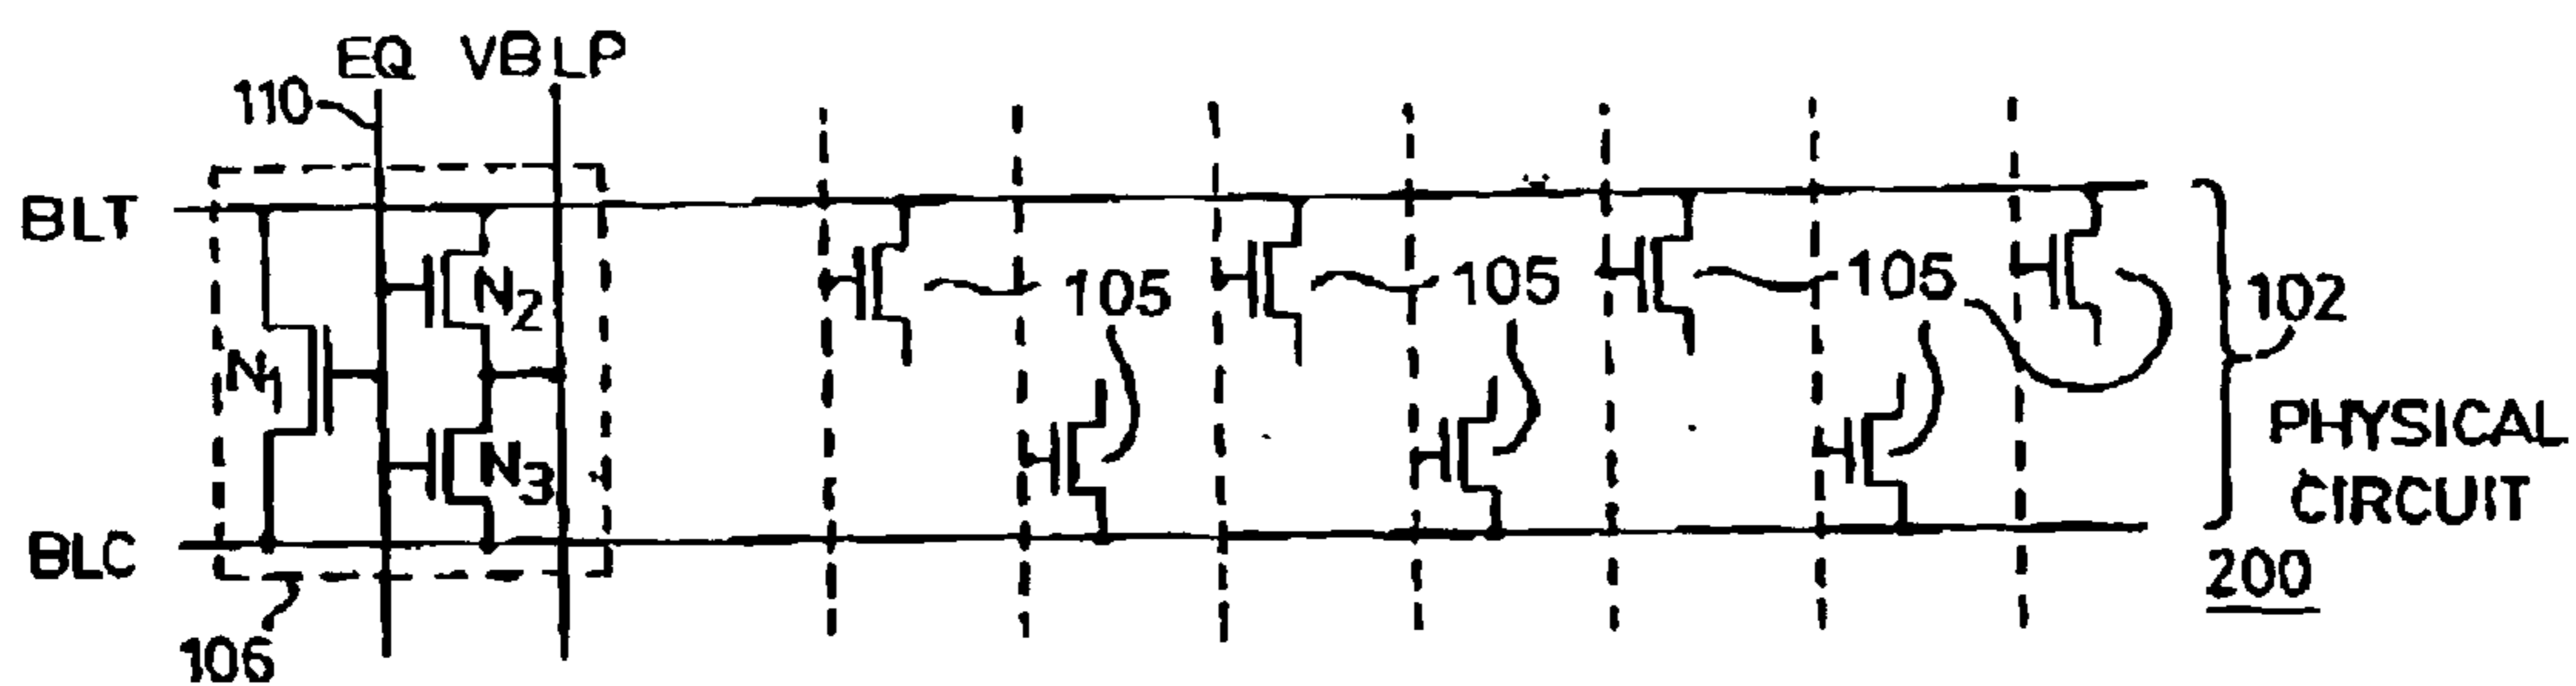 EQ VBLP
110
BLT
N2
105 105 105
102
N1
PHYSICAL
CIRCUIT
N3
BLC
200
106